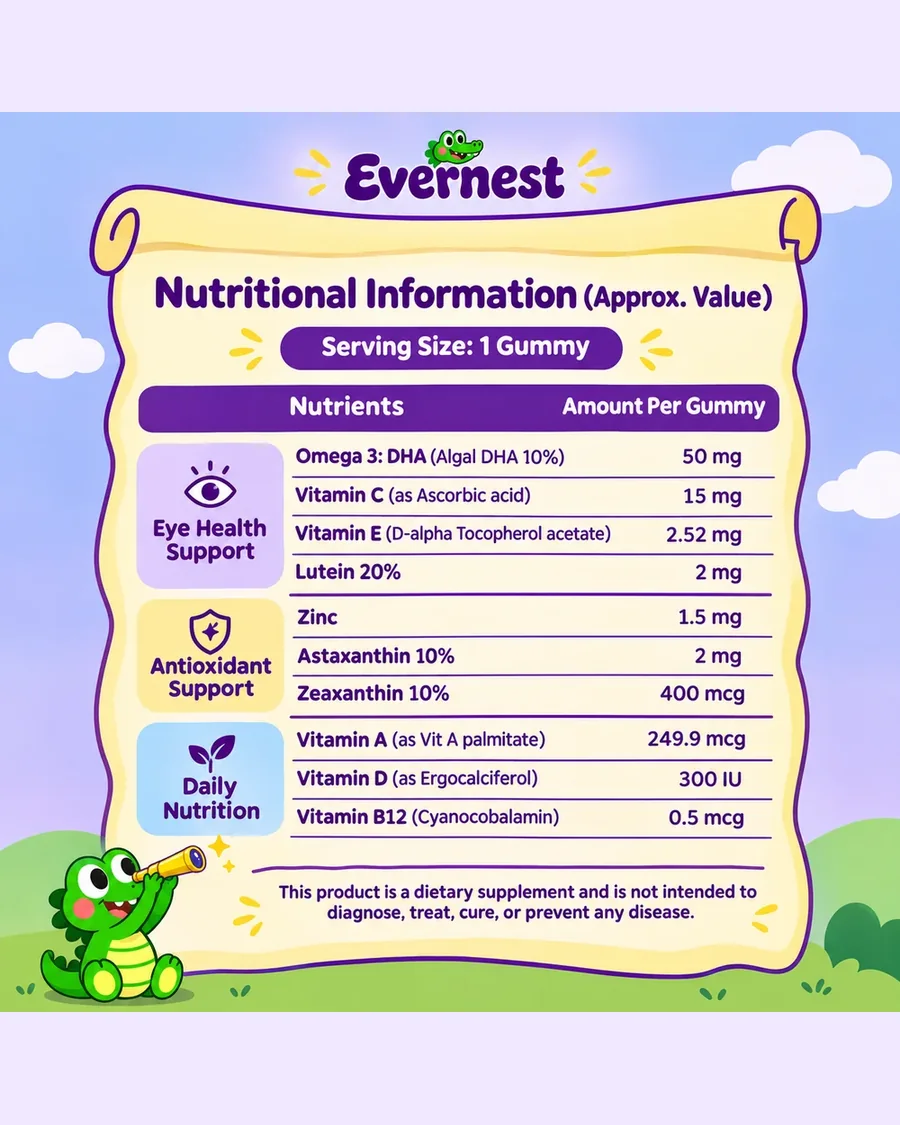 Evernest
Nutritional Information (Approx. Value)
Serving Size: 1 Gummy
Nutrients Amount Per Gummy
Eye Health
Support
Omega 3: DHA (Algal DHA 10%) 50 mg
Vitamin C (as Ascorbic acid) 15 mg
Vitamin E (D-alpha Tocopherol acetate) 2.52 mg
Lutein 20% 2 mg
Antioxidant
Support
Zinc 1.5 mg
Astaxanthin 10% 2 mg
Zeaxanthin 10% 400 mcg
Daily
Nutrition
Vitamin A (as Vit A palmitate) 249.9 mcg
Vitamin D (as Ergocalciferol) 300 IU
Vitamin B12 (Cyanocobalamin) 0.5 mcg
This product is a dietary supplement and is not intended to
diagnose, treat, cure, or prevent any disease.